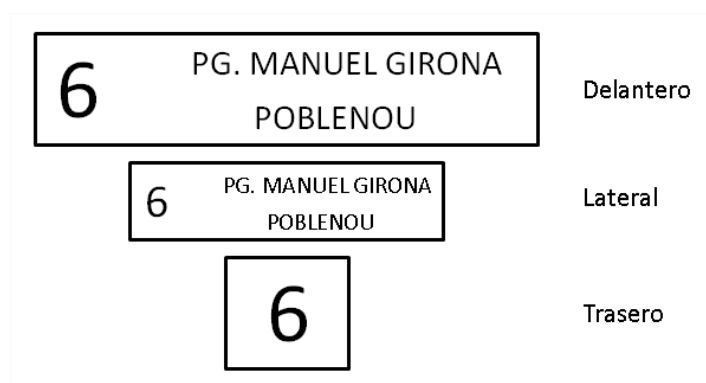 6 PG. MANUEL GIRONA
POBLENOU
Delantero
6 PG. MANUEL GIRONA
POBLENOU
Lateral
6
Trasero